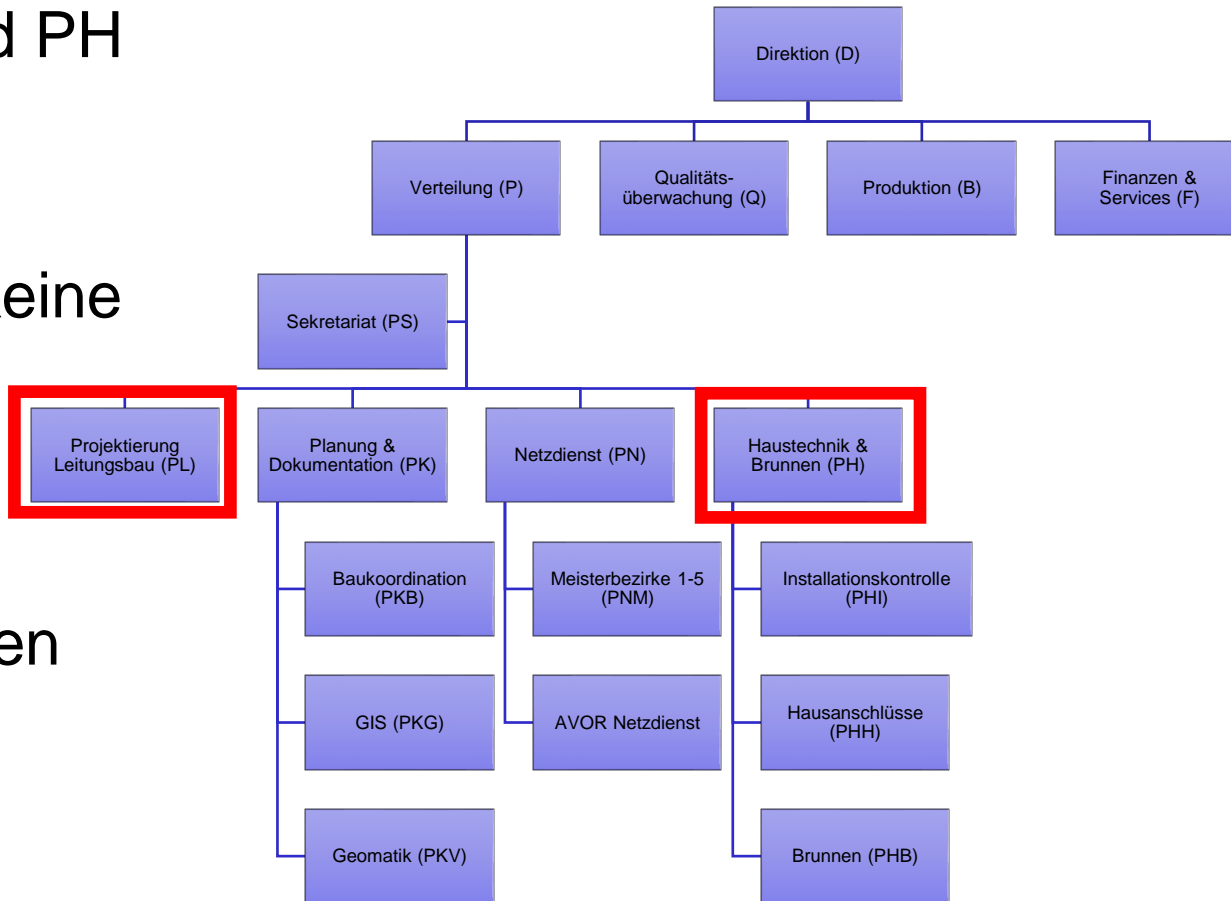 d PH
eine
en
Direktion (D)
Verteilung (P)
Qualitäts-
überwachung (Q)
Produktion (B)
Finanzen &
Services (F)
Sekretariat (PS)
Projektierung
Leitungsbau (PL)
Planung &
Dokumentation (PK)
Netzdienst (PN)
Haustechnik &
Brunnen (PH)
Baukoordination
(PKB)
Meisterbezirke 1-5
(PNM)
Installationskontrolle
(PHI)
GIS (PKG)
AVOR Netzdienst
Hausanschlüsse
(PHH)
Geomatik (PKV)
Brunnen (PHB)